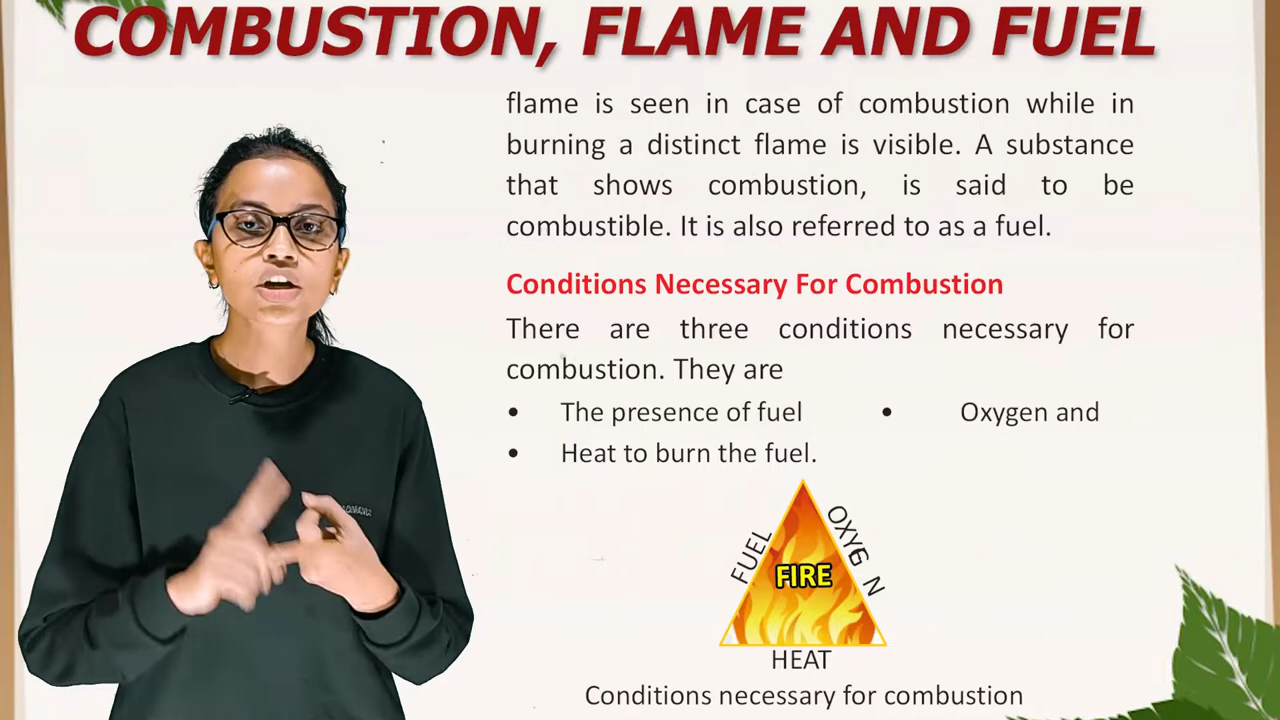 COMBUSTION, FLAME AND FUEL
flame is seen in case of combustion while in
burning a distinct flame is visible. A substance
that shows combustion, is said to be
combustible. It is also referred to as a fuel.
Conditions Necessary For Combustion
There are three conditions necessary for
combustion. They are
• The presence of fuel • Oxygen and
• Heat to burn the fuel.
FUEL
OXYG N
FIRE
HEAT
Conditions necessary for combustion